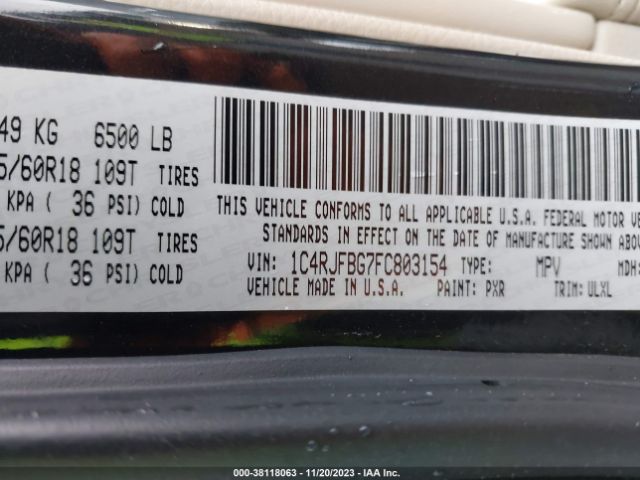 49 KG 6500 LB
5/60R18 109T TIRES
KPA ( 36 PSI) COLD
5/60R18 109T TIRES
KPA ( 36 PSI) COLD
THIS VEHICLE CONFORMS TO ALL APPLICABLE U.S.A. FEDERAL MOTOR VE
STANDARDS IN EFFECT ON THE DATE OF MANUFACTURE SHOWN ABO
VIN: 1C4RJFBG7FC803154 TYPE: MPV MDH:
VEHICLE MADE IN U.S.A. PAINT: PXR TRIM: ULXL
000-38118063 — 11/20/2023 — IAA Inc.